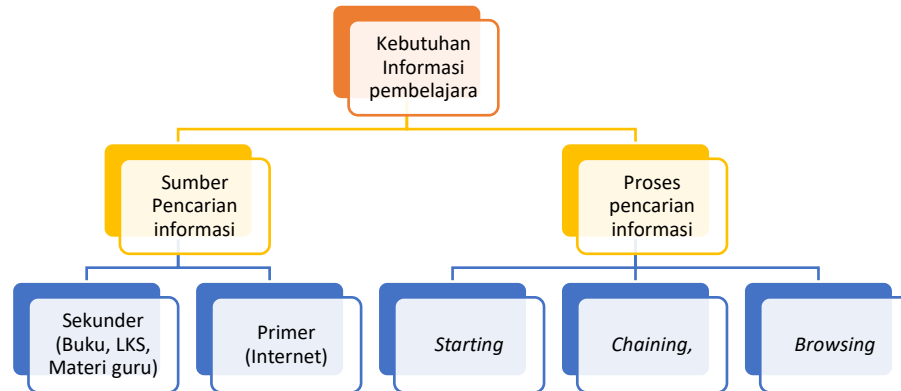 Kebutuhan
Informasi
pembelajara
Sumber
Pencarian
informasi
Proses
pencarian
informasi
Sekunder
(Buku, LKS,
Materi guru)
Primer
(Internet)
Starting
Chaining,
Browsing